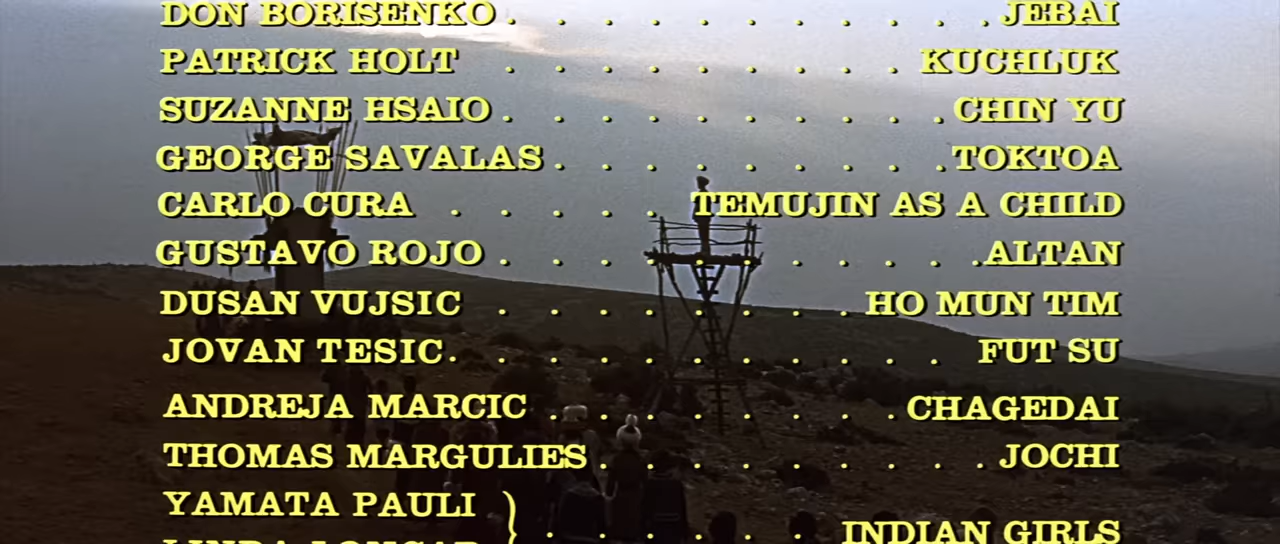 DON BORISENKO . . . . . . . . . . . JEBAI
PATRICK HOLT . . . . . . . . . KUCHLUK
SUZANNE HSAIO . . . . . . . . . . CHIN YU
GEORGE SAVALAS . . . . . . . . . TOKTOA
CARLO CURA . . . . . TEMUJIN AS A CHILD
GUSTAVO ROJO . . . . . . . . . . . ALTAN
DUSAN VUJSIC . . . . . . . . HO MUN TIM
JOVAN TESIC . . . . . . . . . . . FUT SU
ANDREJA MARCIC . . . . . . . . CHAGEDAI
THOMAS MARGULIES . . . . . . . . . JOCHI
YAMATA PAULI
} . . . . . . INDIAN GIRLS